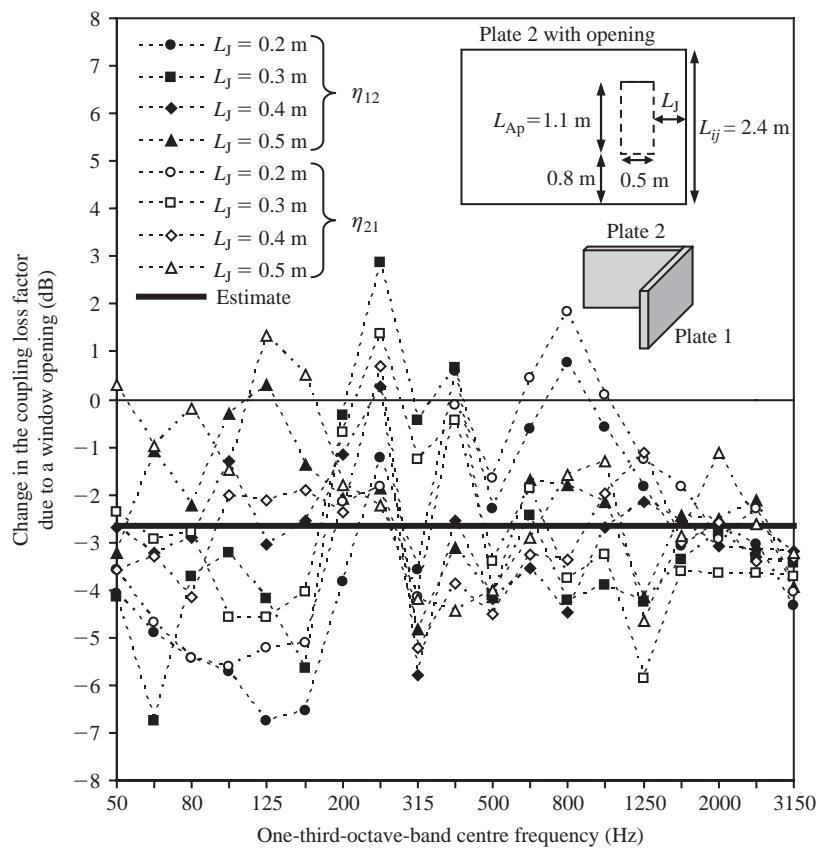 8
7
6
5
4
3
2
1
0
−1
−2
−3
−4
−5
−6
−7
−8
Change in the coupling loss factor
due to a window opening (dB)
L_J = 0.2 m
L_J = 0.3 m
L_J = 0.4 m
L_J = 0.5 m
η_12
L_J = 0.2 m
L_J = 0.3 m
L_J = 0.4 m
L_J = 0.5 m
η_21
Estimate
Plate 2 with opening
L_J
L_Ap=1.1 m
L_ij = 2.4 m
0.8 m
0.5 m
Plate 2
Plate 1
50 80 125 200 315 500 800 1250 2000 3150
One-third-octave-band centre frequency (Hz)